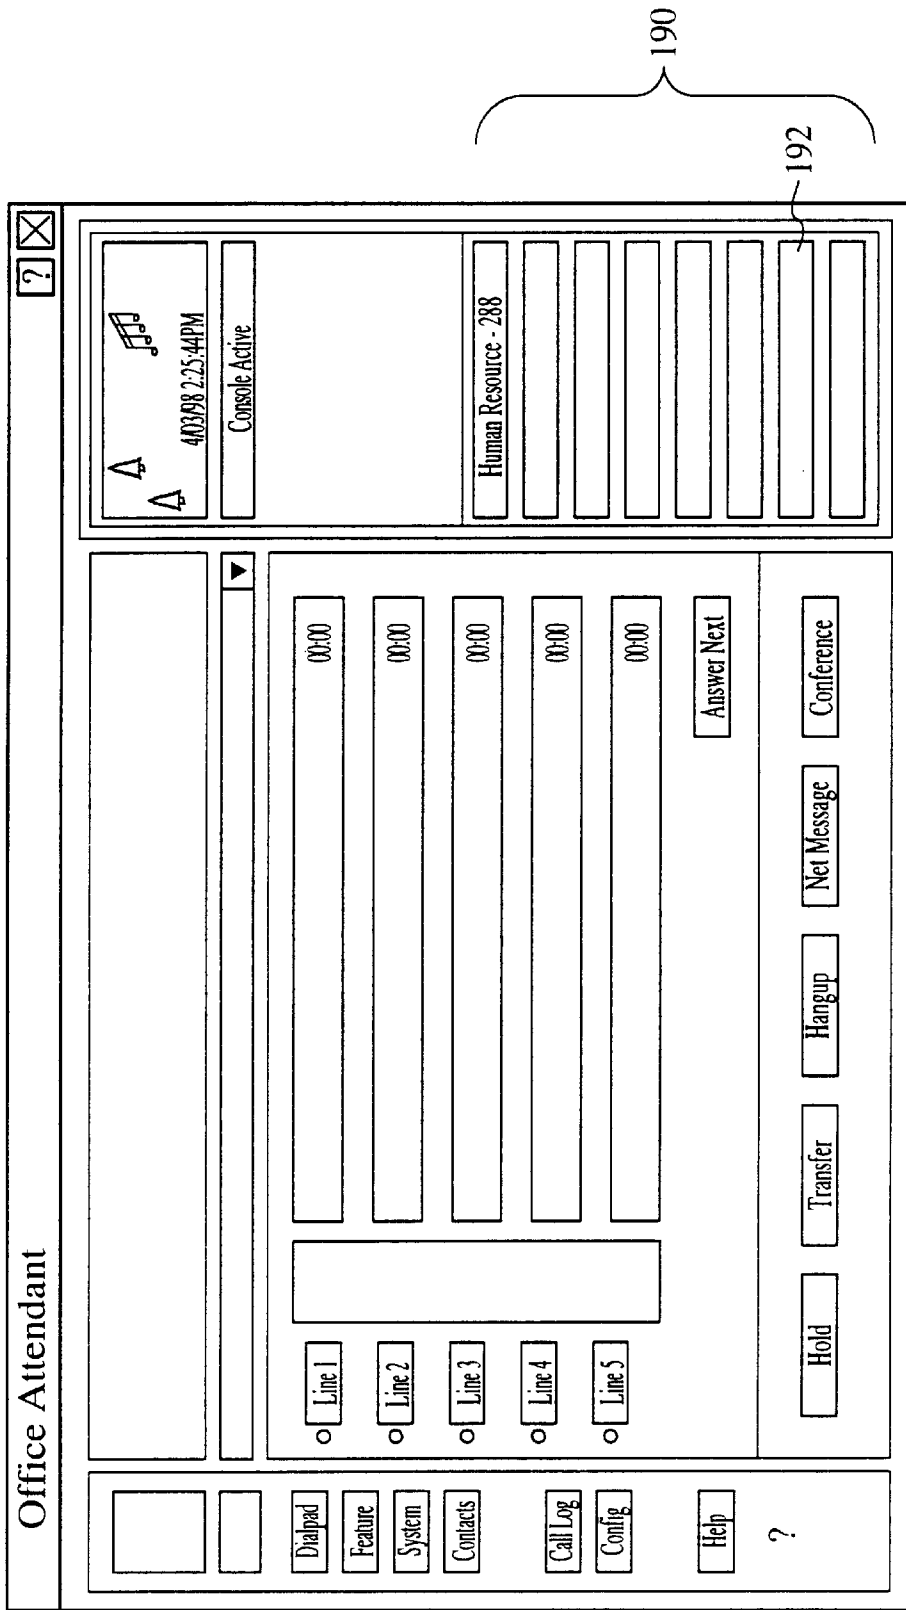 Office Attendant
?
4/03/98 2:25:44PM
Console Active
Dialpad
Feature
System
Contacts
Call Log
Config
Help
?
Line 1
00:00
Line 2
00:00
Line 3
00:00
Line 4
00:00
Line 5
00:00
Answer Next
Hold
Transfer
Hangup
Net Message
Conference
Human Resource - 288
192
190